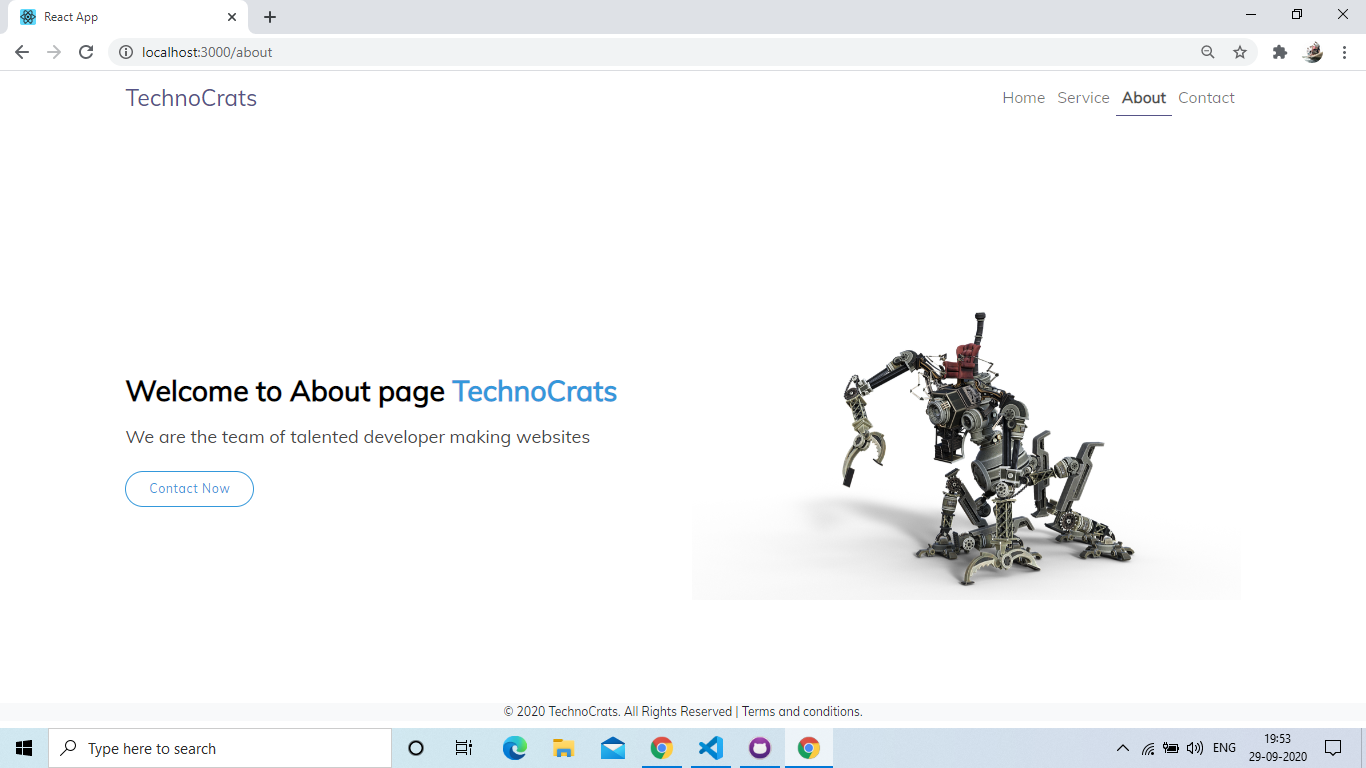 React App
localhost:3000/about
TechnoCrats
Home Service About Contact
Welcome to About page TechnoCrats
We are the team of talented developer making websites
Contact Now
© 2020 TechnoCrats. All Rights Reserved | Terms and conditions.
Type here to search
ENG
19:53
29-09-2020